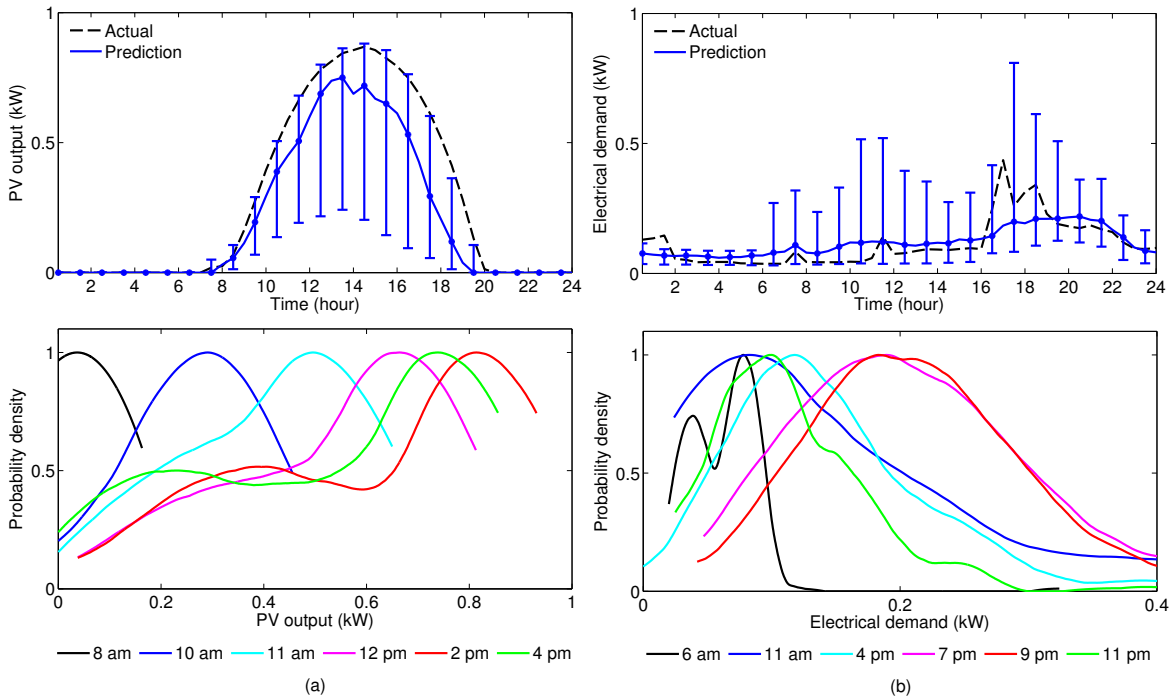 1
0.5
0
PV output (kW)
Actual
Prediction
2 4 6 8 10 12 14 16 18 20 22 24
Time (hour)
1
0.5
0
Electrical demand (kW)
Actual
Prediction
2 4 6 8 10 12 14 16 18 20 22 24
Time (hour)
1
0.5
0
Probability density
0 0.2 0.4 0.6 0.8 1
PV output (kW)
8 am 10 am 11 am 12 pm 2 pm 4 pm
(a)
1
0.5
0
Probability density
0 0.2 0.4
Electrical demand (kW)
6 am 11 am 4 pm 7 pm 9 pm 11 pm
(b)